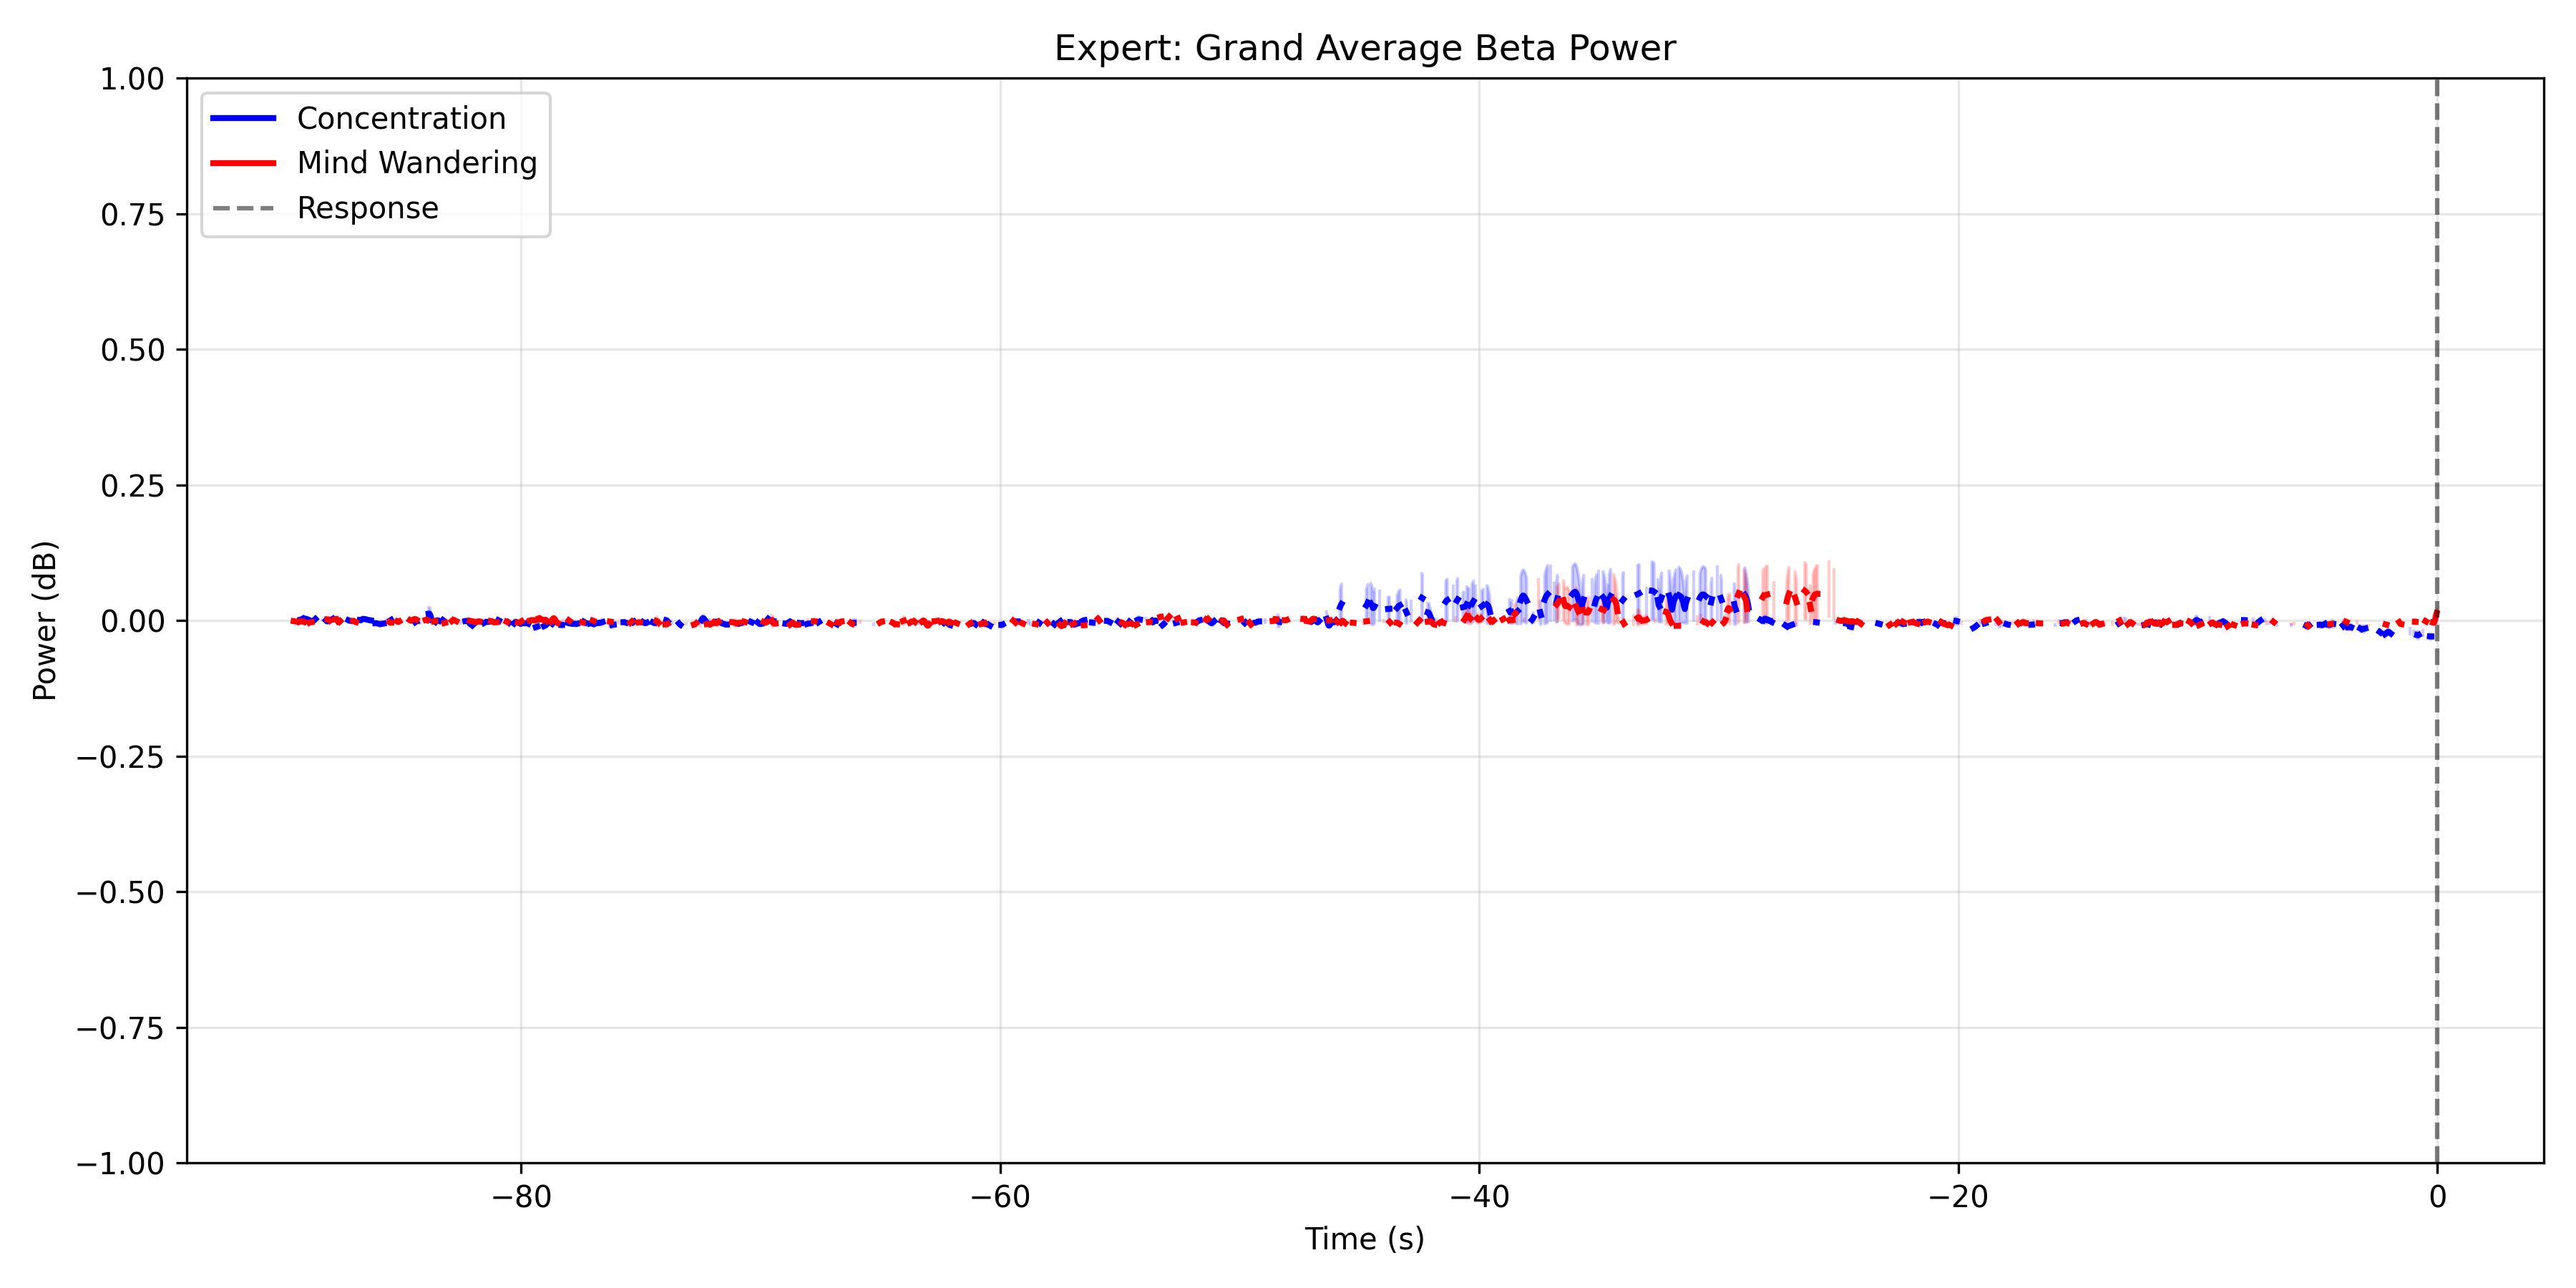 Expert: Grand Average Beta Power
Concentration
Mind Wandering
Response
1.00
0.75
0.50
0.25
0.00
−0.25
−0.50
−0.75
−1.00
Power (dB)
−80
−60
−40
−20
0
Time (s)